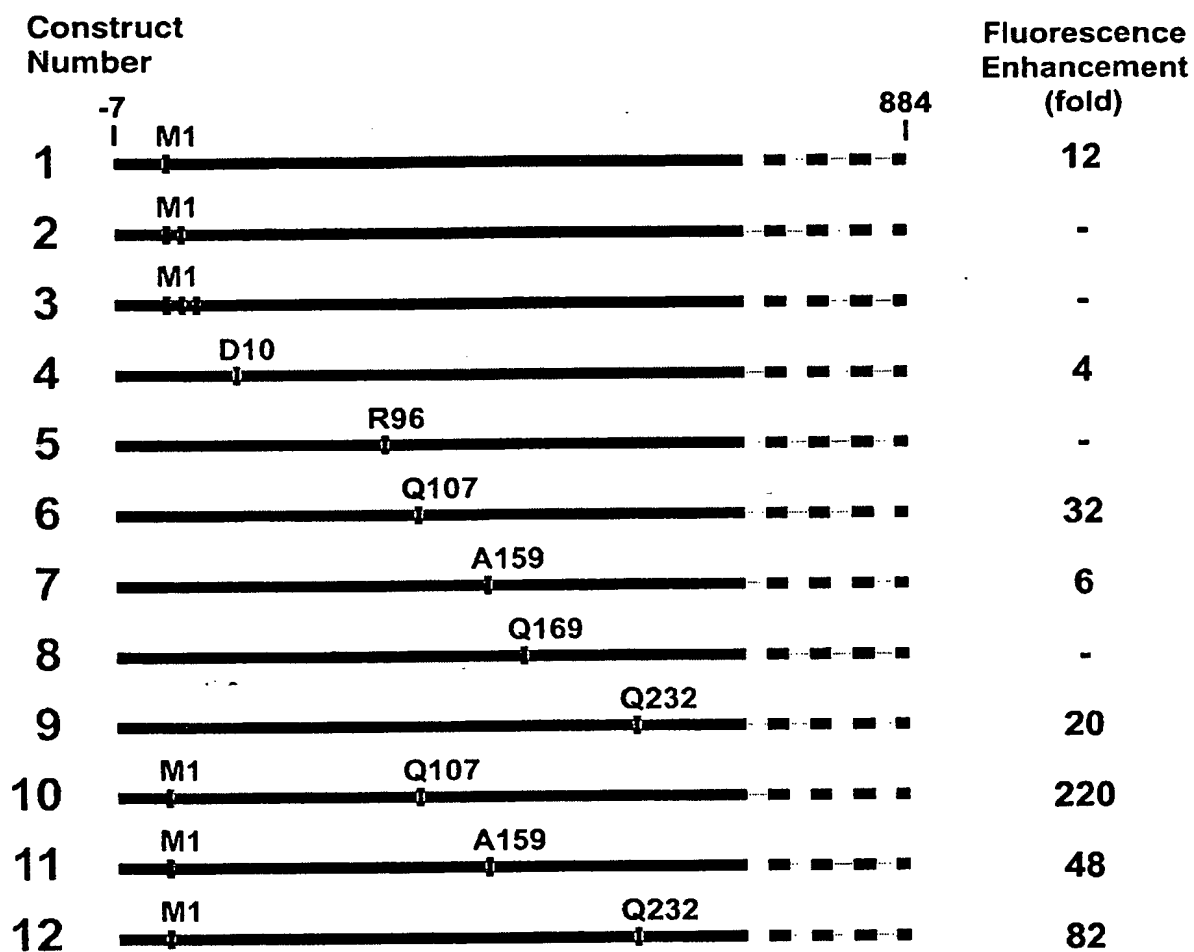 Construct
Number
Fluorescence
Enhancement
(fold)
-7
884
M1
1
12
M1
2
-
M1
3
-
D10
4
4
R96
5
-
Q107
6
32
A159
7
6
Q169
8
-
Q232
9
20
M1 Q107
10
220
M1 A159
11
48
M1 Q232
12
82